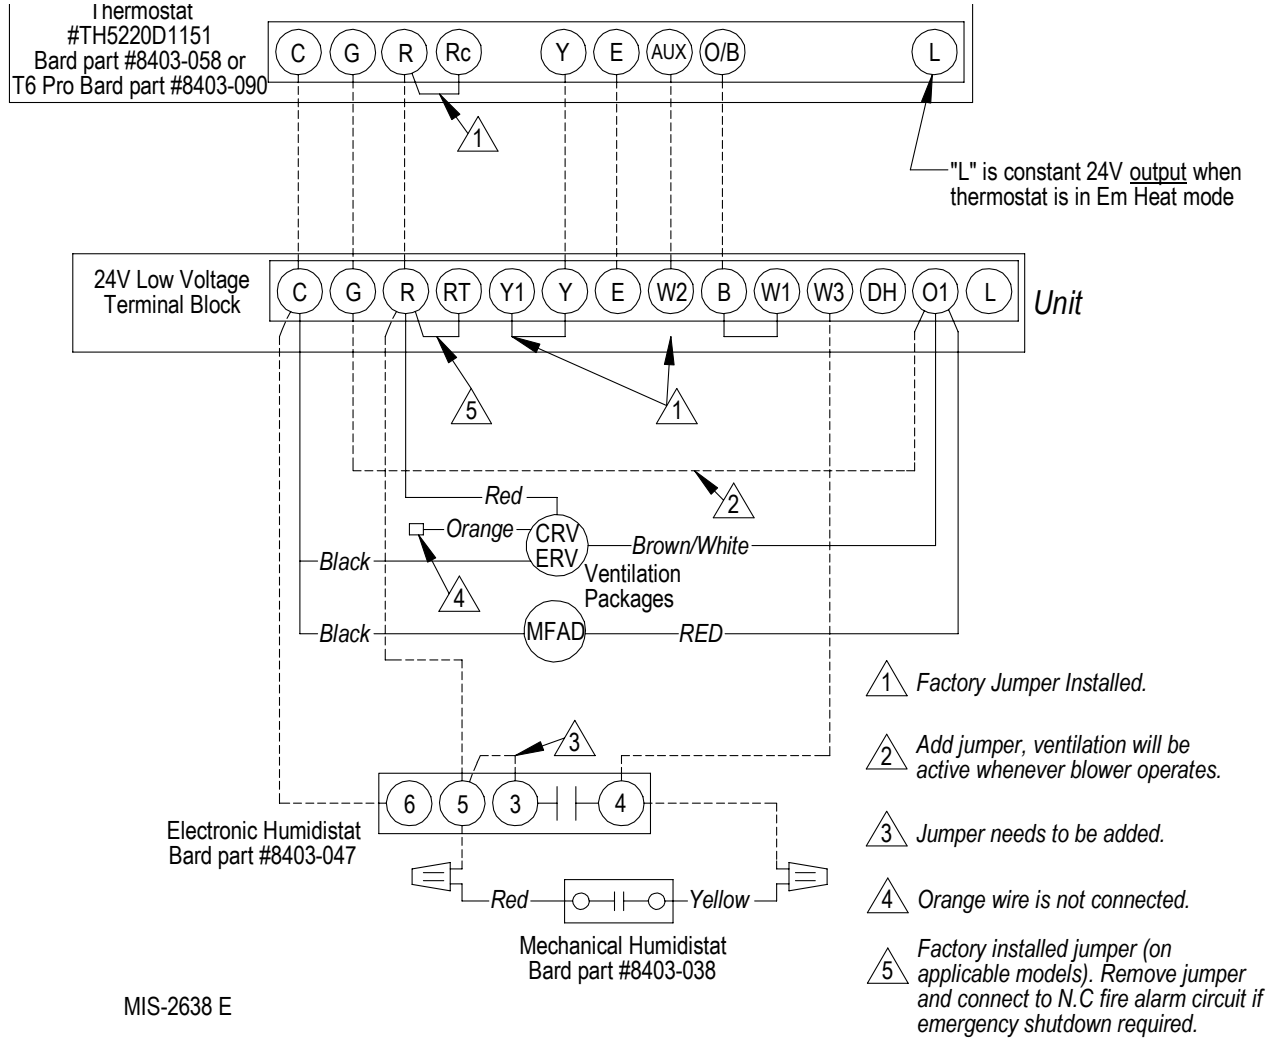 Thermostat
#TH5220D1151
Bard part #8403-058 or
T6 Pro Bard part #8403-090
C G R Rc Y E AUX O/B L
1
"L" is constant 24V output when
thermostat is in Em Heat mode
24V Low Voltage
Terminal Block
C G R RT Y1 Y E W2 B W1 W3 DH O1 L
Unit
5
1
2
Red
Orange
CRV
ERV
Brown/White
Black
Ventilation
Packages
4
Black
MFAD
RED
1 Factory Jumper Installed.
3
2 Add jumper, ventilation will be
active whenever blower operates.
6 5 3 4
Electronic Humidistat
Bard part #8403-047
3 Jumper needs to be added.
Red
Yellow
4 Orange wire is not connected.
Mechanical Humidistat
Bard part #8403-038
5 Factory installed jumper (on
applicable models). Remove jumper
and connect to N.C fire alarm circuit if
emergency shutdown required.
MIS-2638 E